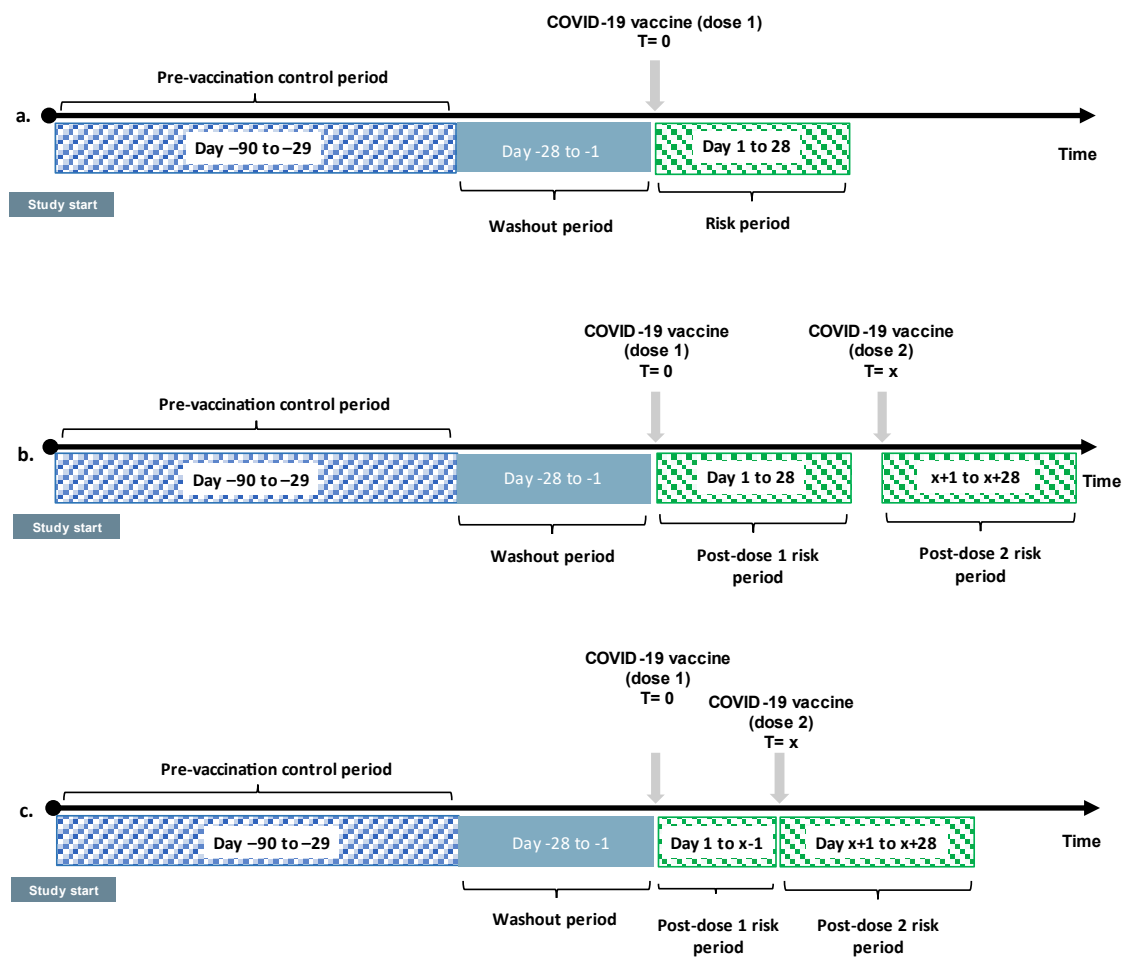 COVID-19 vaccine (dose 1)
T= 0
Pre-vaccination control period
a.
Day –90 to –29
Day -28 to -1
Day 1 to 28
Time
Study start
Washout period
Risk period
COVID-19 vaccine
(dose 1)
T= 0
COVID-19 vaccine
(dose 2)
T= x
Pre-vaccination control period
b.
Day –90 to –29
Day -28 to -1
Day 1 to 28
x+1 to x+28
Time
Study start
Washout period
Post-dose 1 risk
period
Post-dose 2 risk
period
COVID-19 vaccine
(dose 1)
T= 0
COVID-19 vaccine
(dose 2)
T= x
Pre-vaccination control period
c.
Day –90 to –29
Day -28 to -1
Day 1 to x-1
Day x+1 to x+28
Time
Study start
Washout period
Post-dose 1 risk
period
Post-dose 2 risk
period